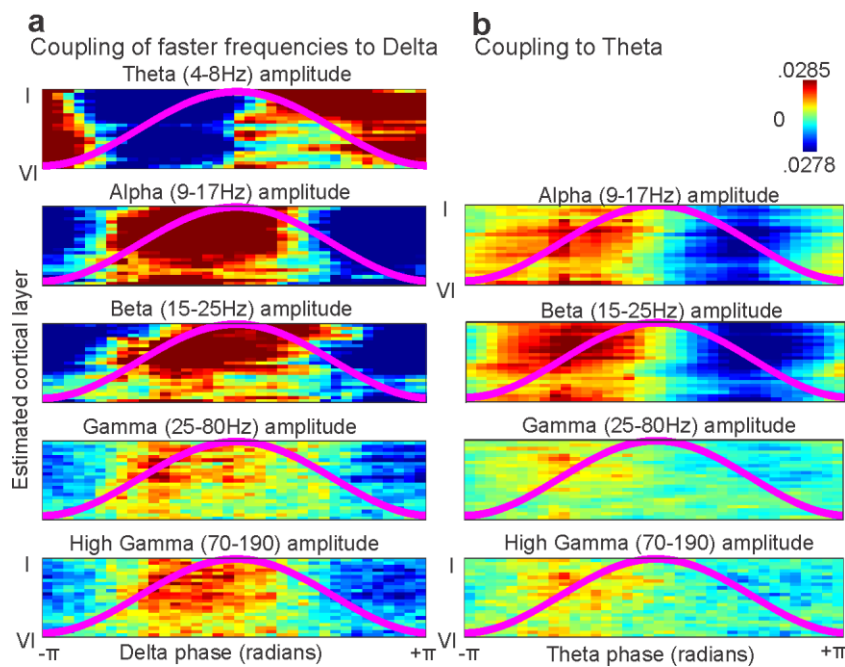 a
Coupling of faster frequencies to Delta
Theta (4-8Hz) amplitude
I
VI
Alpha (9-17Hz) amplitude
Beta (15-25Hz) amplitude
Gamma (25-80Hz) amplitude
High Gamma (70-190) amplitude
I
VI
Estimated cortical layer
-π
Delta phase (radians)
+π
b
Coupling to Theta
.0285
0
.0278
Alpha (9-17Hz) amplitude
I
VI
Beta (15-25Hz) amplitude
Gamma (25-80Hz) amplitude
High Gamma (70-190) amplitude
I
VI
-π
Theta phase (radians)
+π